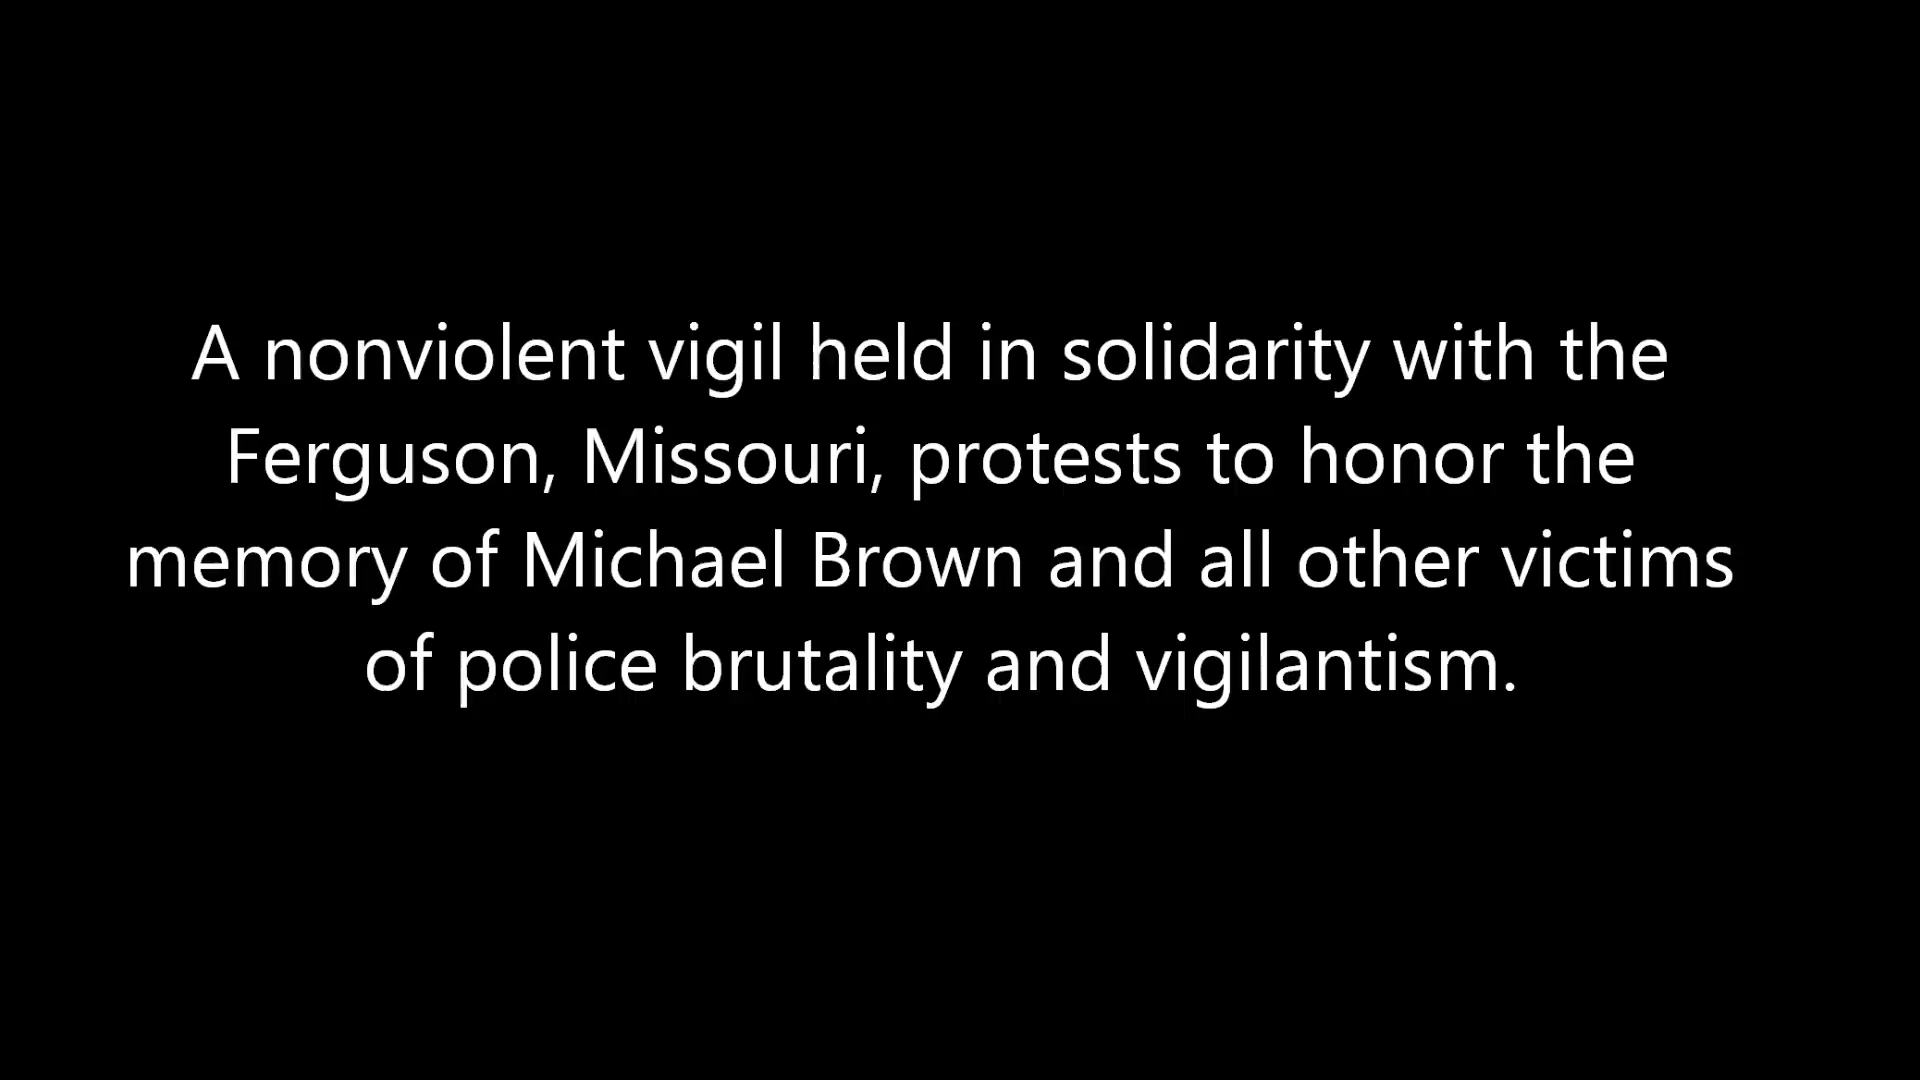 A nonviolent vigil held in solidarity with the
Ferguson, Missouri, protests to honor the
memory of Michael Brown and all other victims
of police brutality and vigilantism.